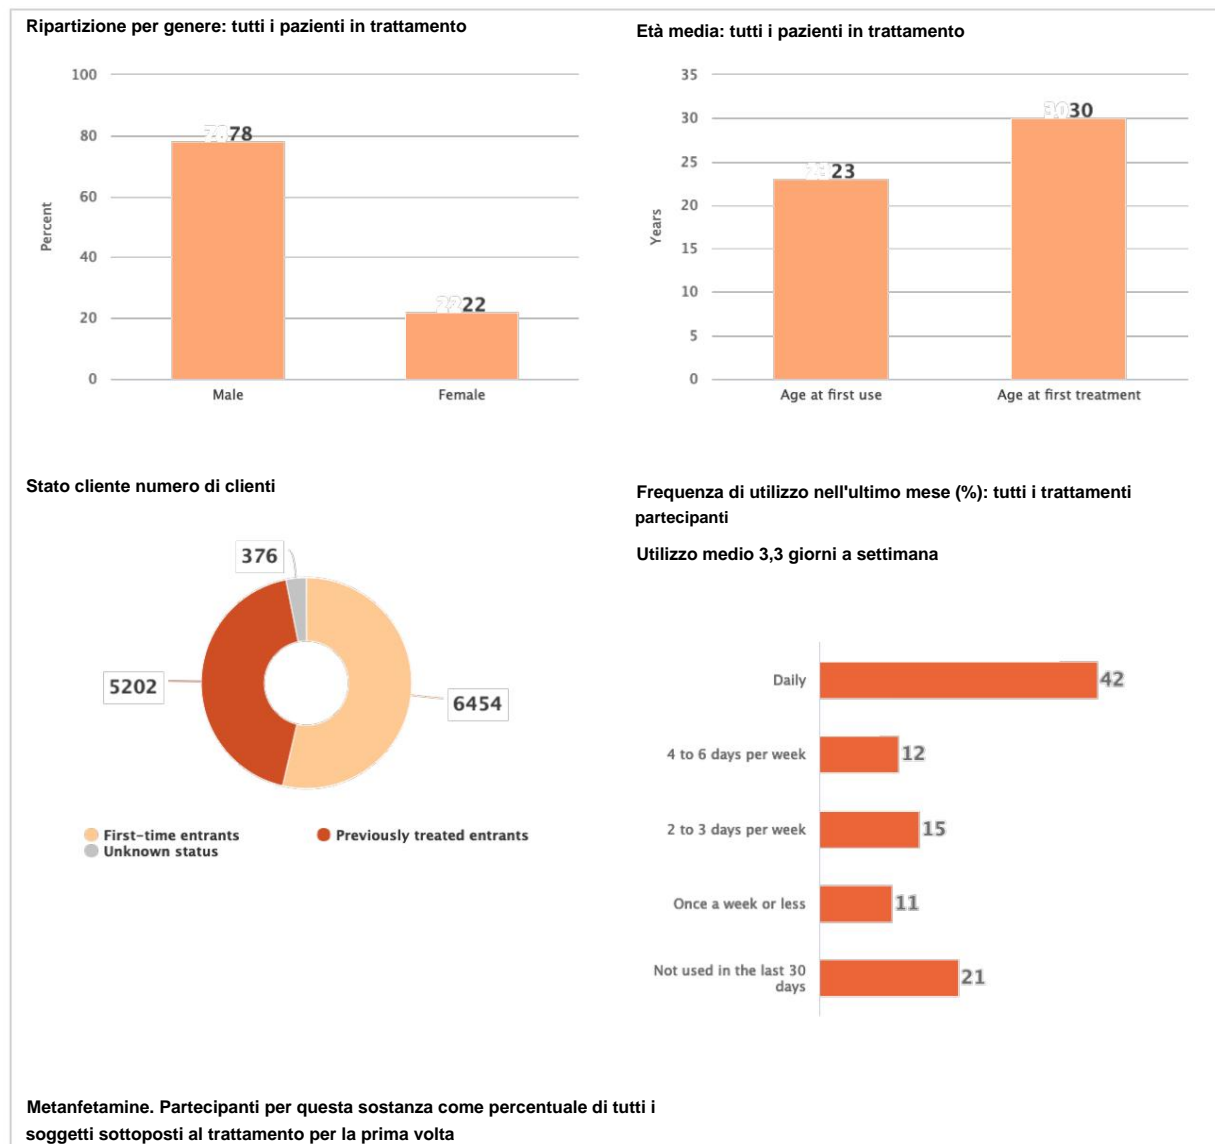 Ripartizione per genere: tutti i pazienti in trattamento
100
80
60
40
20
0
Percent
78
22
Male
Female
Età media: tutti i pazienti in trattamento
35
30
25
20
15
10
5
0
Years
23
30
Age at first use
Age at first treatment
Stato cliente numero di clienti
376
5202
6454
First-time entrants
Previously treated entrants
Unknown status
Frequenza di utilizzo nell'ultimo mese (%): tutti i trattamenti
partecipanti
Utilizzo medio 3,3 giorni a settimana
Daily
42
4 to 6 days per week
12
2 to 3 days per week
15
Once a week or less
11
Not used in the last 30
days
21
Metanfetamine. Partecipanti per questa sostanza come percentuale di tutti i
soggetti sottoposti al trattamento per la prima volta